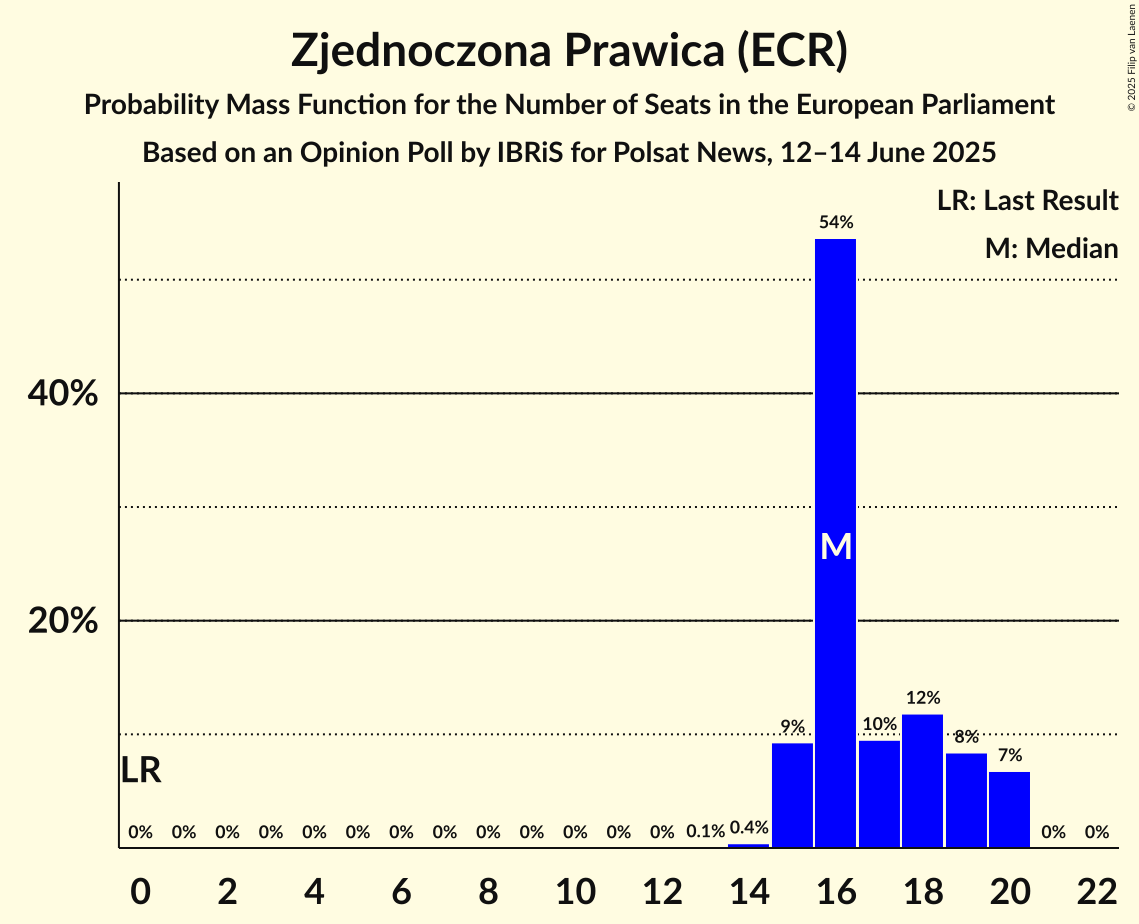 Zjednoczona Prawica (ECR)
Probability Mass Function for the Number of Seats in the European Parliament
Based on an Opinion Poll by IBRiS for Polsat News, 12–14 June 2025
© 2025 Filip van Laenen
LR: Last Result
M: Median
54%
40%
M
20%
12%
10%
9%
8%
7%
LR
0% 0% 0% 0% 0% 0% 0% 0% 0% 0% 0% 0% 0% 0.1% 0.4% 0% 0%
0 2 4 6 8 10 12 14 16 18 20 22